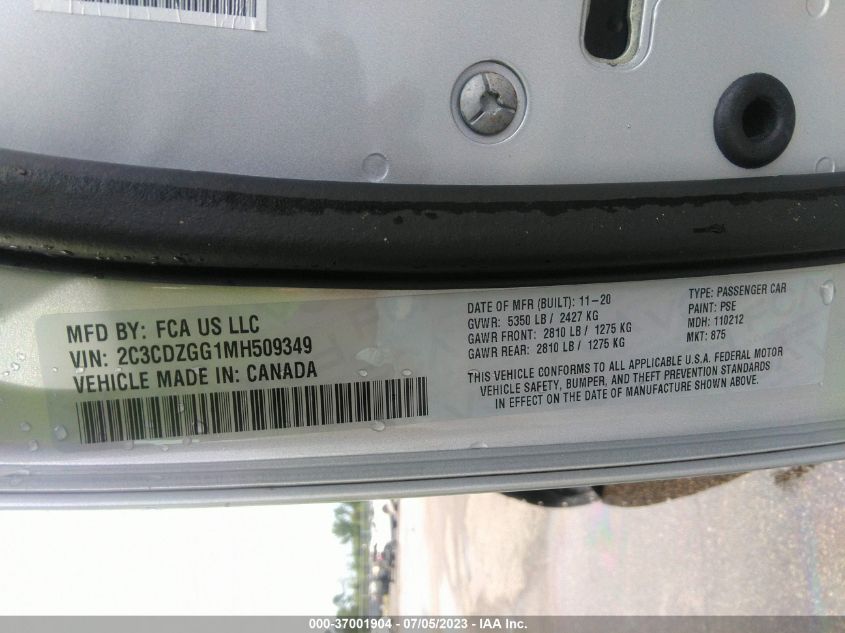 MFD BY: FCA US LLC
VIN: 2C3CDZGG1MH509349
VEHICLE MADE IN: CANADA
DATE OF MFR (BUILT): 11-20
GVWR: 5350 LB / 2427 KG
GAWR FRONT: 2810 LB / 1275 KG
GAWR REAR: 2810 LB / 1275 KG
TYPE: PASSENGER CAR
PAINT: PSE
MDH: 110212
MKT: 875
THIS VEHICLE CONFORMS TO ALL APPLICABLE U.S.A. FEDERAL MOTOR
VEHICLE SAFETY, BUMPER, AND THEFT PREVENTION STANDARDS
IN EFFECT ON THE DATE OF MANUFACTURE SHOWN ABOVE.
000-37001904 / 07/05/2023 - IAA Inc.